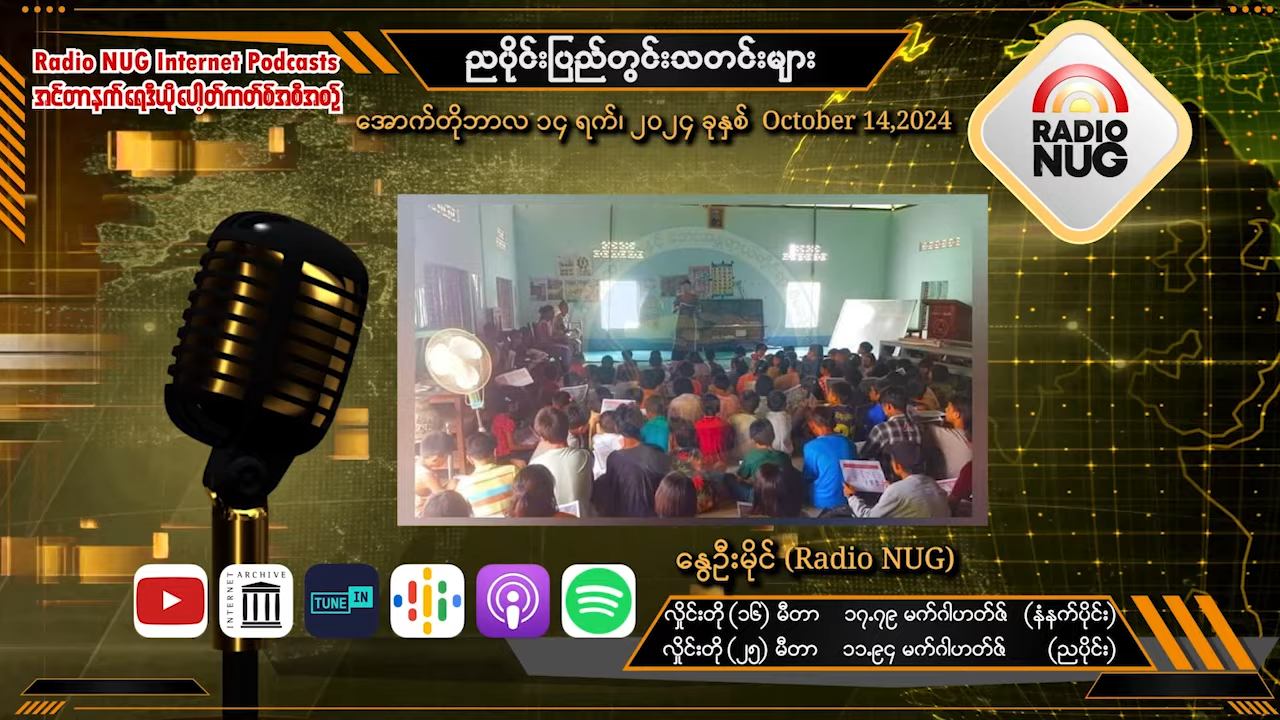 Radio NUG Internet Podcasts
အင်တာနက်ရေဒီယိုပေါ့တ်ကတ်စ်အစီအစဉ်
ညပိုင်းပြည်တွင်းသတင်းများ
အောက်တိုဘာလ ၁၄ ရက်၊ ၂၀၂၄ ခုနှစ် October 14,2024
RADIO
NUG
နွေဦးမိုင် (Radio NUG)
INTERNET ARCHIVE
TUNE IN
လှိုင်းတို (၁၆) မီတာ ၁၇.၇၉ မက်ဂါဟတ်ဇ် (နံနက်ပိုင်း)
လှိုင်းတို (၂၅) မီတာ ၁၁.၉၄ မက်ဂါဟတ်ဇ် (ညပိုင်း)